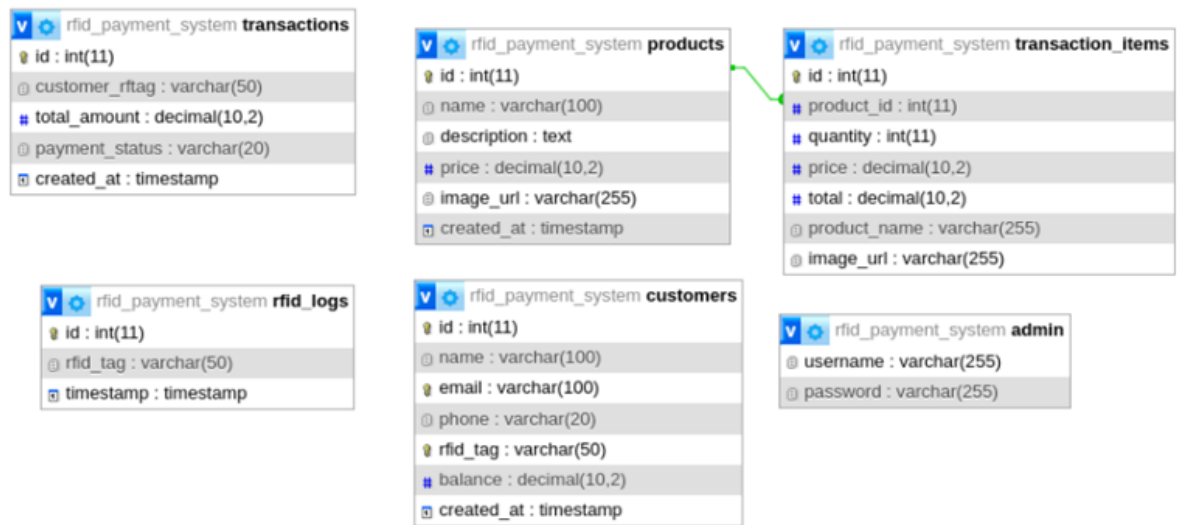 rfid_payment_system transactions
id : int(11)
customer_rftag : varchar(50)
total_amount : decimal(10,2)
payment_status : varchar(20)
created_at : timestamp
rfid_payment_system products
id : int(11)
name : varchar(100)
description : text
price : decimal(10,2)
image_url : varchar(255)
created_at : timestamp
rfid_payment_system transaction_items
id : int(11)
product_id : int(11)
quantity : int(11)
price : decimal(10,2)
total : decimal(10,2)
product_name : varchar(255)
image_url : varchar(255)
rfid_payment_system rfid_logs
id : int(11)
rfid_tag : varchar(50)
timestamp : timestamp
rfid_payment_system customers
id : int(11)
name : varchar(100)
email : varchar(100)
phone : varchar(20)
rfid_tag : varchar(50)
balance : decimal(10,2)
created_at : timestamp
rfid_payment_system admin
username : varchar(255)
password : varchar(255)